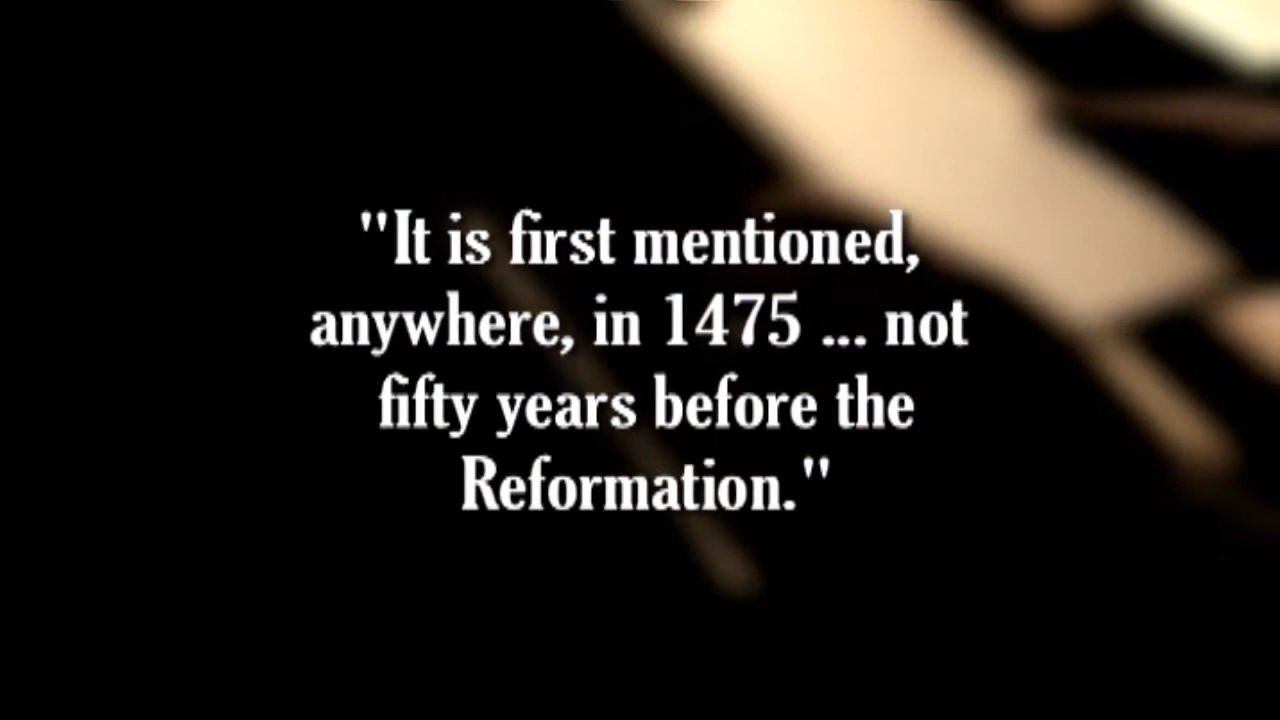 "It is first mentioned,
anywhere, in 1475 ... not
fifty years before the
Reformation."